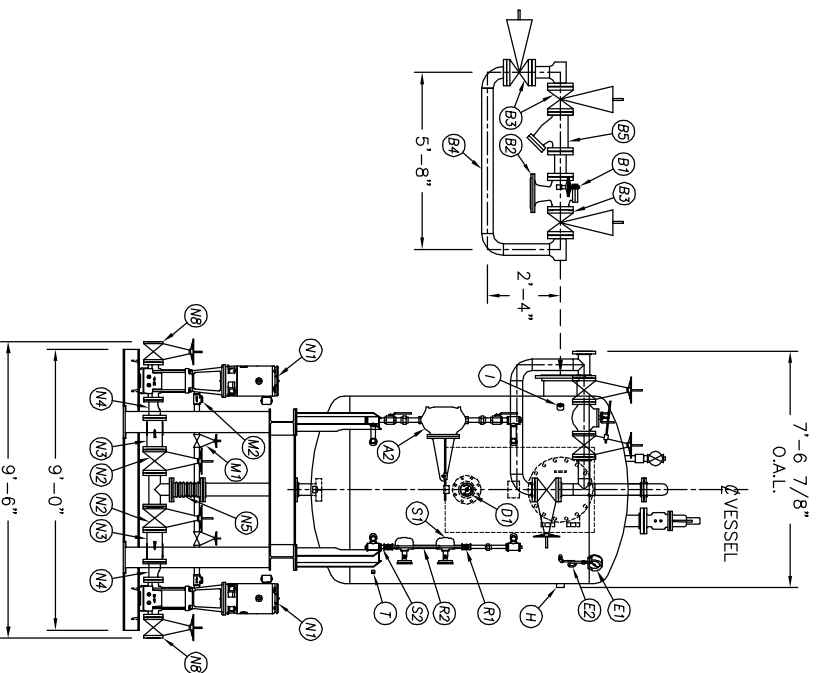 B3
B5
B1
B2
B3
B4
5'-8"
2'-4"
7'-6 7/8"
O.A.L.
℄ VESSEL
I
A2
D1
S1
E1
E2
H
R1
R2
S2
T
N8
N1
N4
M2
N3
M1
N2
N5
N2
N3
N4
N1
N8
9'-0"
9'-6"